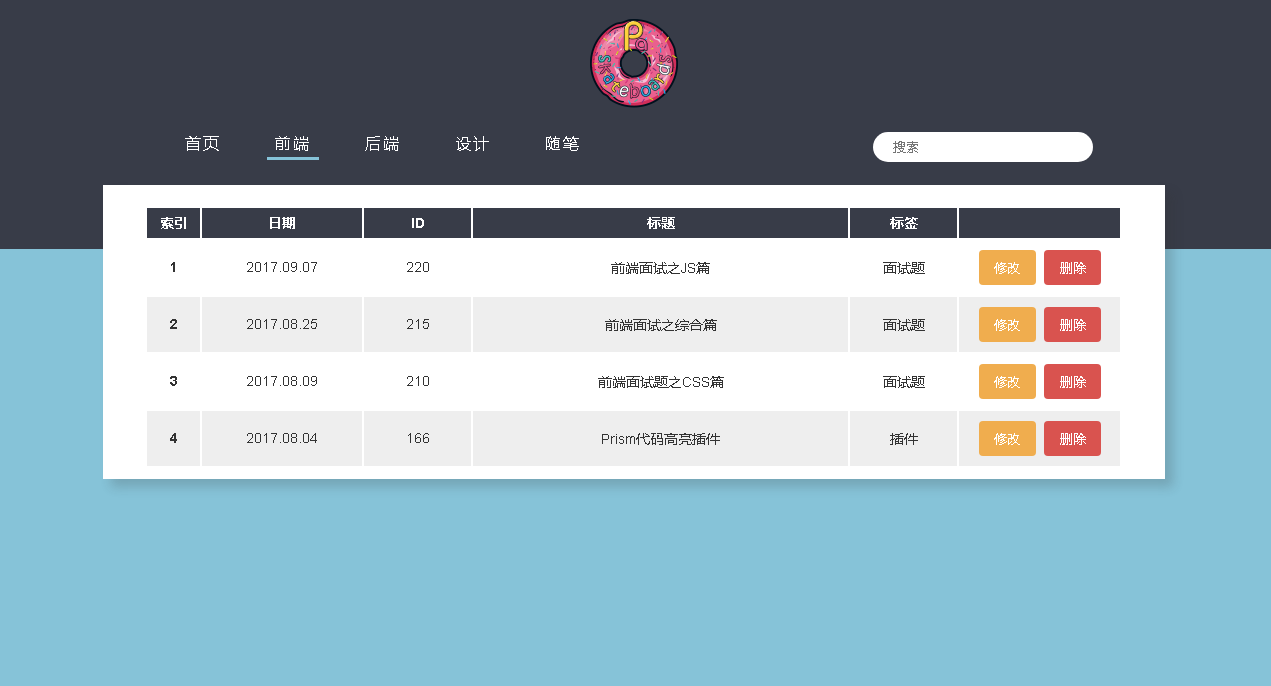 Pa
skateboards
首页 前端 后端 设计 随笔 搜索
索引 日期 ID 标题 标签
1 2017.09.07 220 前端面试之JS篇 面试题 修改 删除
2 2017.08.25 215 前端面试之综合篇 面试题 修改 删除
3 2017.08.09 210 前端面试题之CSS篇 面试题 修改 删除
4 2017.08.04 166 Prism代码高亮插件 插件 修改 删除